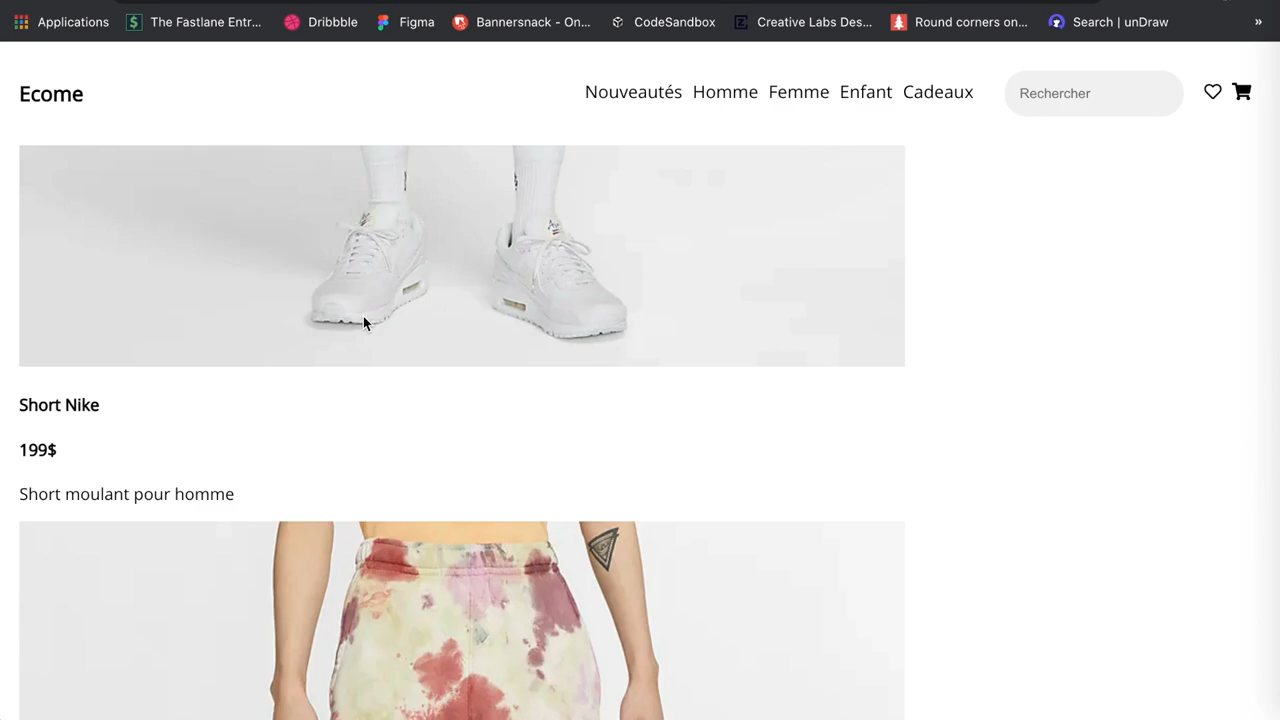 Applications The Fastlane Entr... Dribbble Figma Bannersnack - On... CodeSandbox Creative Labs Des... Round corners on... Search | unDraw »
Ecome Nouveautés Homme Femme Enfant Cadeaux Rechercher
Short Nike
199$
Short moulant pour homme